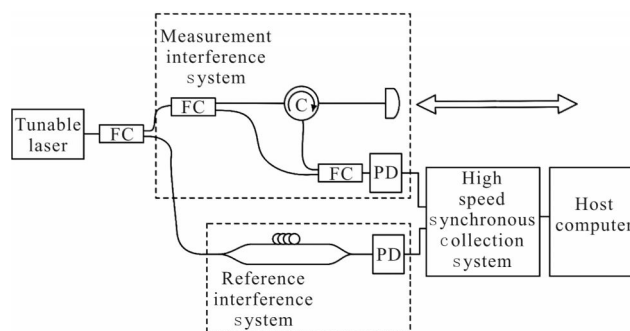 Measurement
interference
system
Tunable
laser
FC
FC
C
FC
PD
High
speed
synchronous
collection
system
Host
computer
PD
Reference
interference
system